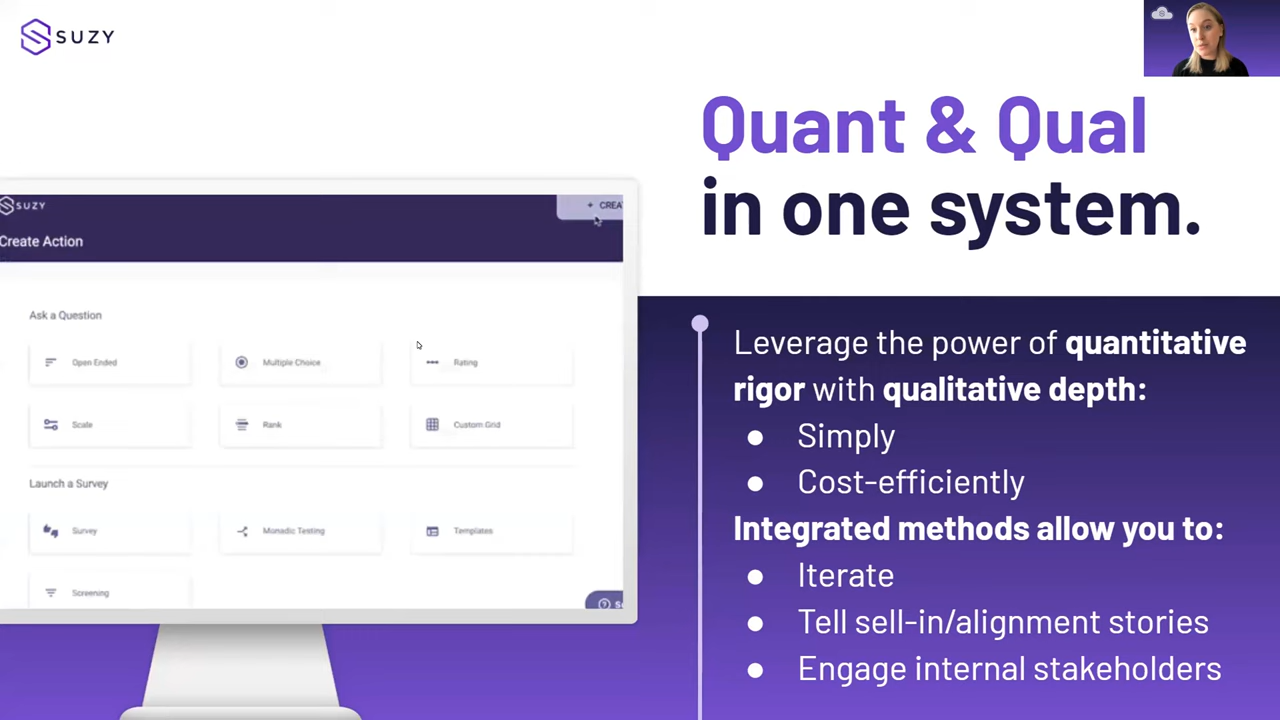 SUZY
Quant & Qual
in one system.
SUZY
+ CREA
Create Action
Ask a Question
Open Ended
Multiple Choice
Rating
Scale
Rank
Custom Grid
Launch a Survey
Survey
Monadic Testing
Templates
Screening
Leverage the power of quantitative
rigor with qualitative depth:
● Simply
● Cost-efficiently
Integrated methods allow you to:
● Iterate
● Tell sell-in/alignment stories
● Engage internal stakeholders